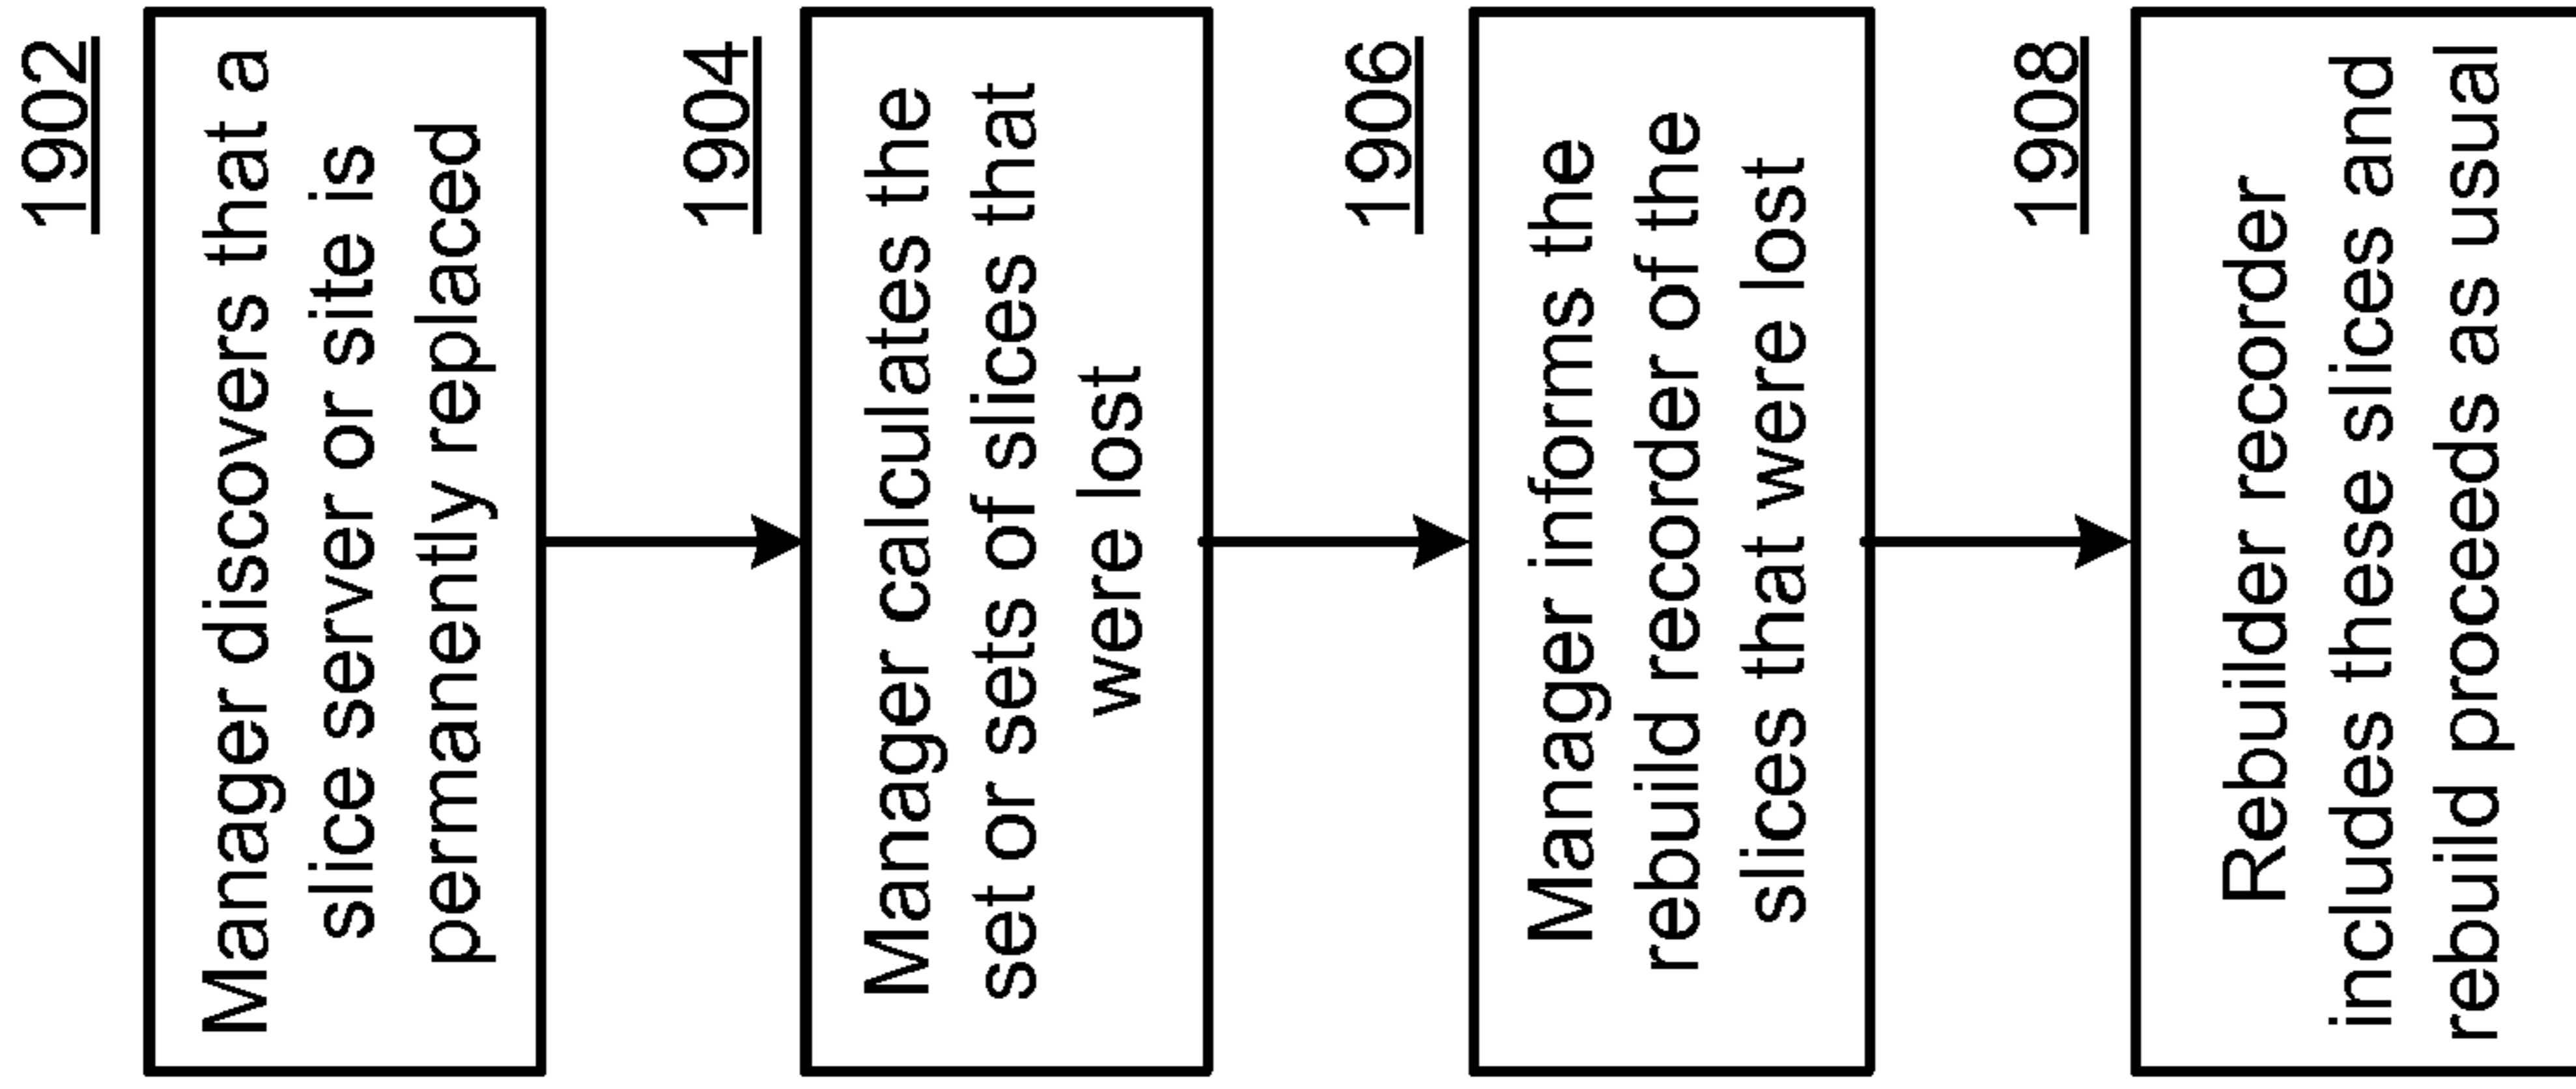 1902
Manager discovers that a
slice server or site is
permanently replaced
1904
Manager calculates the
set or sets of slices that
were lost
1906
Manager informs the
rebuild recorder of the
slices that were lost
1908
Rebuilder recorder
includes these slices and
rebuild proceeds as usual